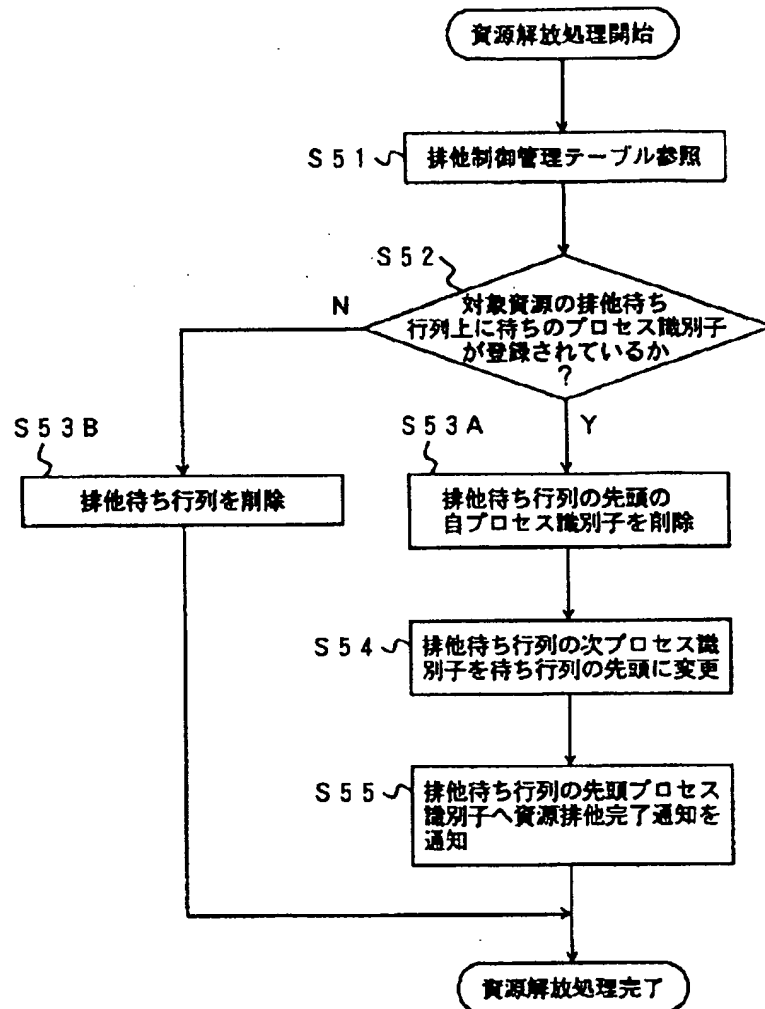 資源解放処理開始
S51
排他制御管理テーブル参照
S52
対象資源の排他待ち
行列上に待ちのプロセス識別子
が登録されているか
?
N
Y
S53B
排他待ち行列を削除
S53A
排他待ち行列の先頭の
自プロセス識別子を削除
S54
排他待ち行列の次プロセス識
別子を待ち行列の先頭に変更
S55
排他待ち行列の先頭プロセス
識別子へ資源排他完了通知を
通知
資源解放処理完了